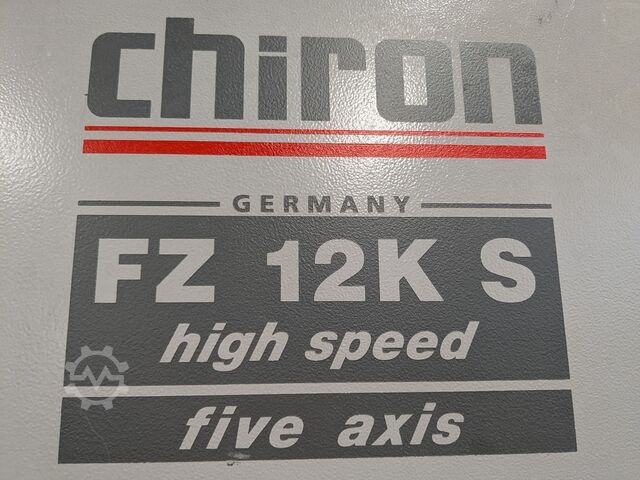 chiron
GERMANY
FZ 12K S
high speed
five axis